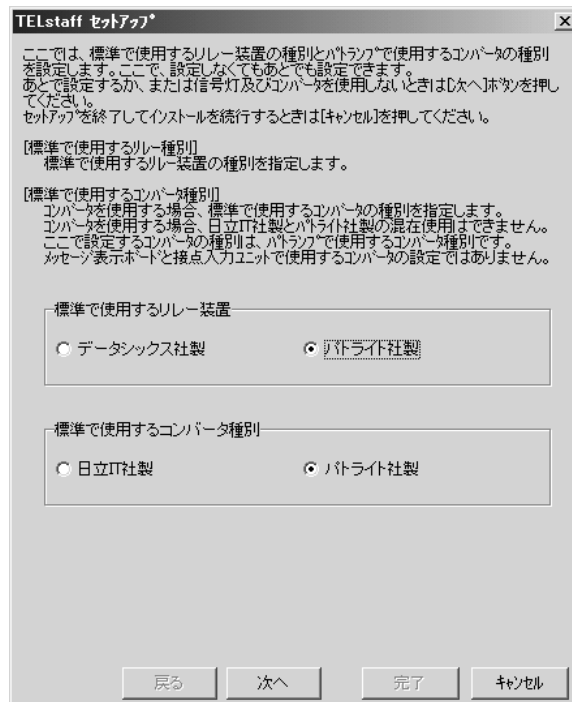 TELstaff ｾｯﾄｱｯﾌﾟ
ここでは、標準で使用するリレー装置の種別とﾊﾟﾄﾗﾝﾌﾟで使用するｺﾝﾊﾞｰﾀの種別
を設定します。ここで、設定しなくてもあとでも設定できます。
あとで設定するか、または信号灯及びｺﾝﾊﾞｰﾀを使用しないときは[次へ]ﾎﾞﾀﾝを押し
てください。
ｾｯﾄｱｯﾌﾟを終了してインストールを続行するときは[ｷｬﾝｾﾙ]を押してください。
[標準で使用するﾘﾚｰ種別]
標準で使用するﾘﾚｰ装置の種別を指定します。
[標準で使用するｺﾝﾊﾞｰﾀ種別]
ｺﾝﾊﾞｰﾀを使用する場合、標準で使用するｺﾝﾊﾞｰﾀの種別を指定します。
ｺﾝﾊﾞｰﾀを使用する場合、日立IT社製とﾊﾟﾄﾗｲﾄ社製の混在使用はできません。
ここで設定するｺﾝﾊﾞｰﾀの種別は、ﾊﾟﾄﾗﾝﾌﾟで使用するｺﾝﾊﾞｰﾀ種別です。
ﾒｯｾｰｼﾞ表示ﾎﾞｰﾄﾞと接点入力ﾕﾆｯﾄで使用するｺﾝﾊﾞｰﾀの設定ではありません。
標準で使用するリレー装置
データシックス社製
パトライト社製
標準で使用するコンバータ種別
日立IT社製
パトライト社製
戻る
次へ
完了
ｷｬﾝｾﾙ